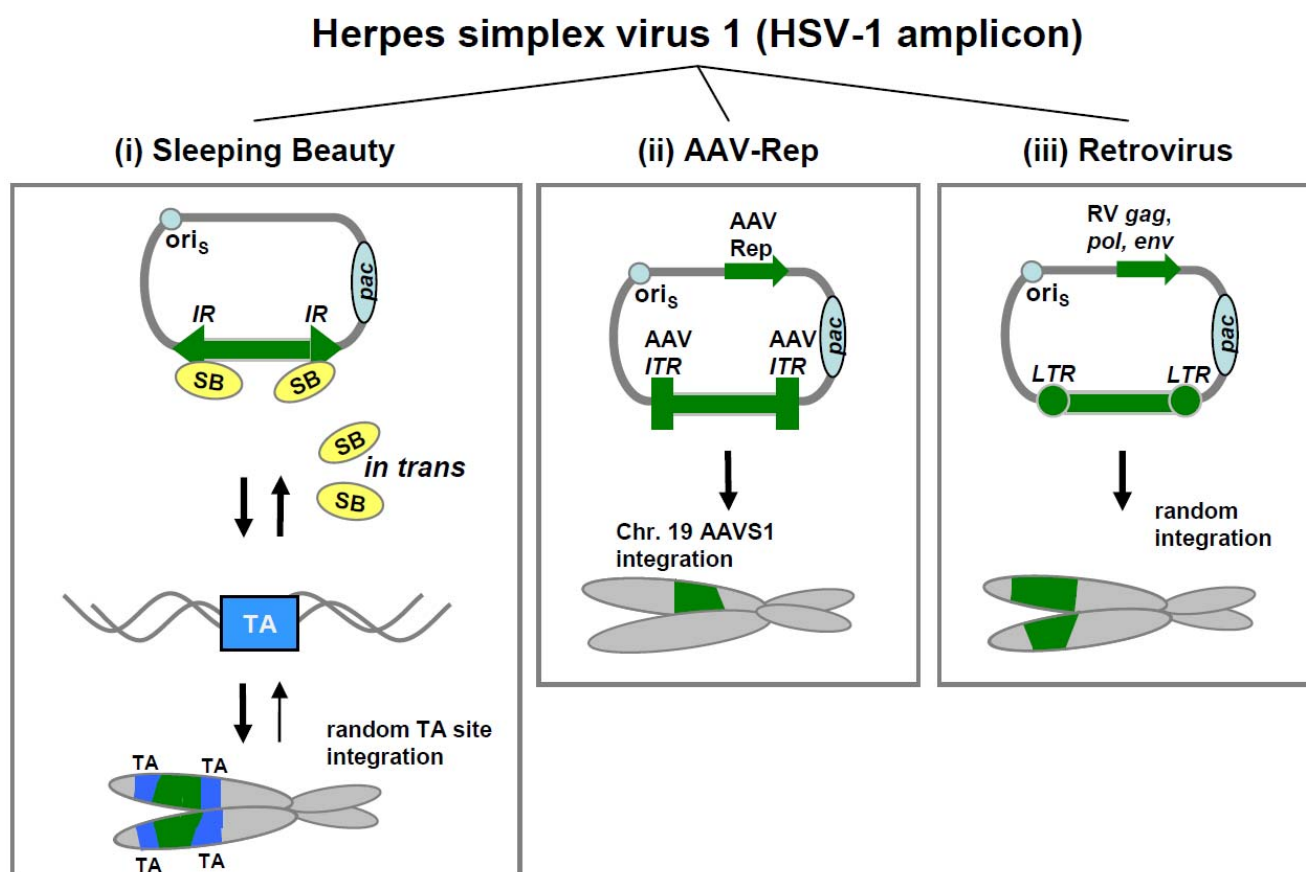 Herpes simplex virus 1 (HSV-1 amplicon)
(i) Sleeping Beauty
oriS
pac
IR
IR
SB
SB
SB
in trans
SB
TA
random TA site
integration
TA
TA
TA
TA
(ii) AAV-Rep
AAV
Rep
oriS
pac
AAV
ITR
AAV
ITR
Chr. 19 AAVS1
integration
(iii) Retrovirus
RV gag,
pol, env
oriS
pac
LTR
LTR
random
integration